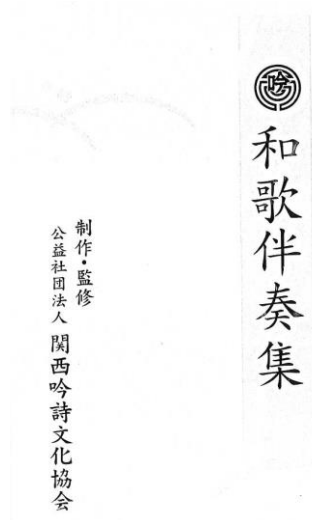 吟
和歌伴奏集
制作・監修
公益社団法人 関西吟詩文化協会